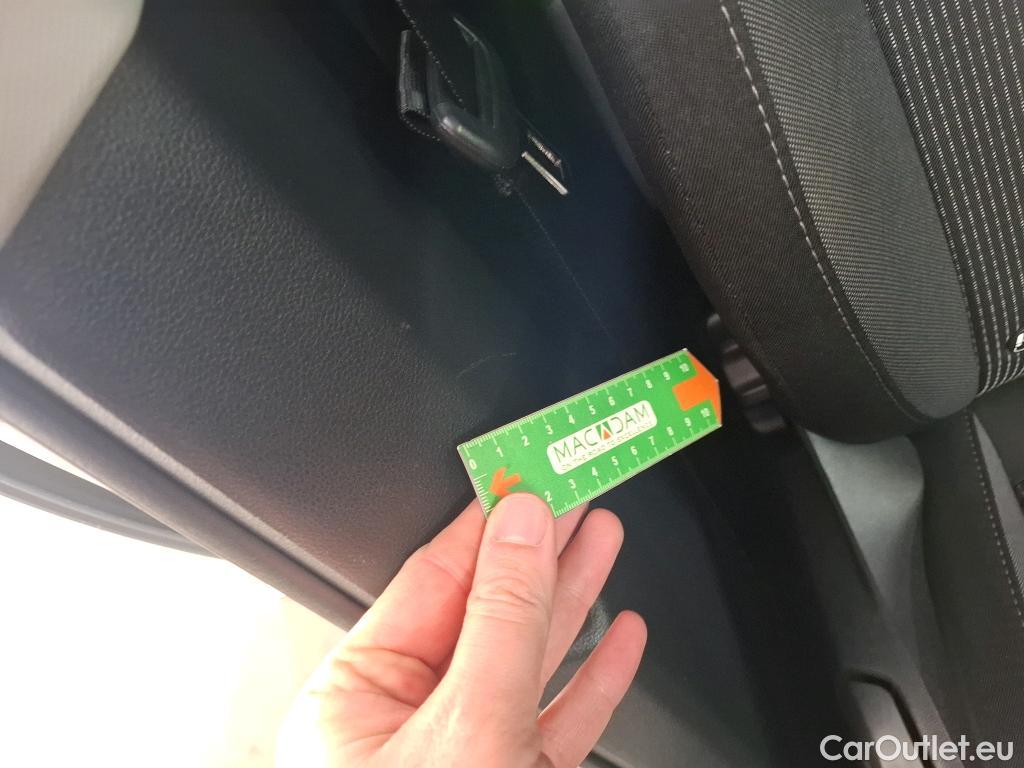 0 1 2 3 4 5 6 7 8 9 10
MACADAM
ON THE ROAD TO EXCELLENCE
1 2 3 4 5 6 7 8 9 10
CarOutlet.eu